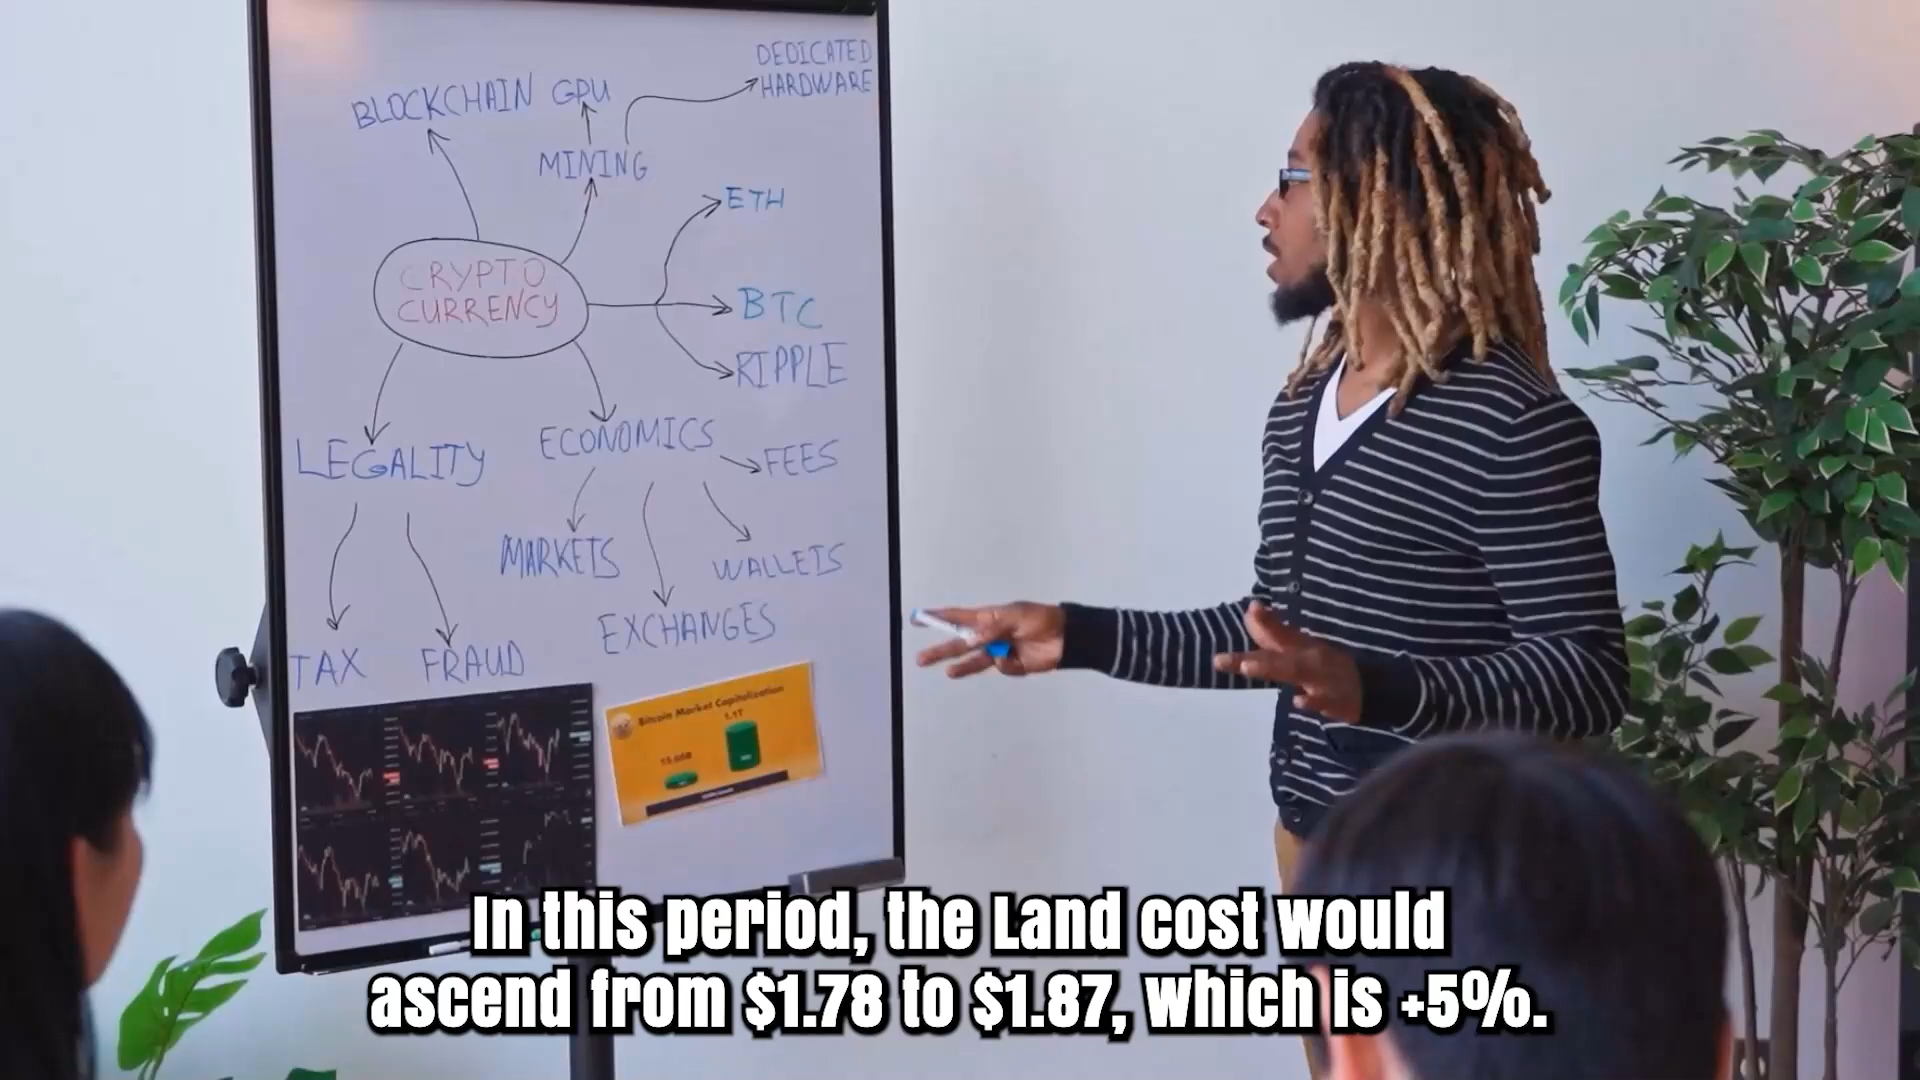 DEDICATED
HARDWARE
BLOCKCHAIN
GPU
MINING
ETH
CRYPTO
CURRENCY
BTC
RIPPLE
LEGALITY
ECONOMICS
FEES
MARKETS
WALLETS
EXCHANGES
TAX
FRAUD
Bitcoin Market Capitalization
1.1T
In this period, the Land cost would
ascend from $1.78 to $1.87, which is +5%.